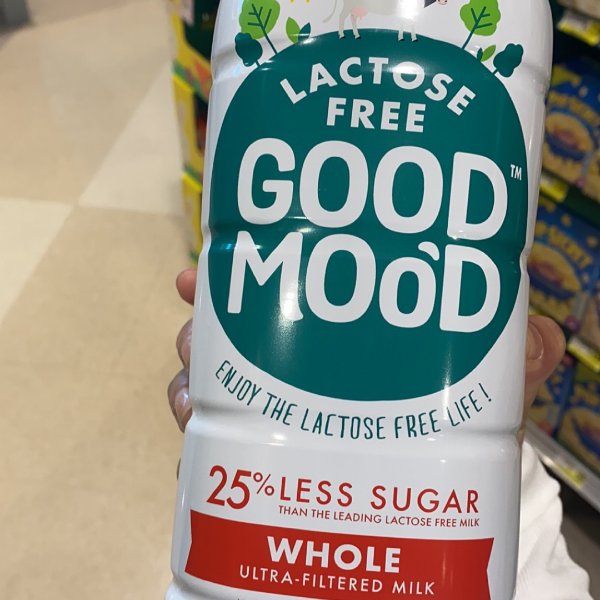 LACTOSE
FREE
GOOD™
MOOD
ENJOY THE LACTOSE FREE LIFE!
25% LESS SUGAR
THAN THE LEADING LACTOSE FREE MILK
WHOLE
ULTRA-FILTERED MILK